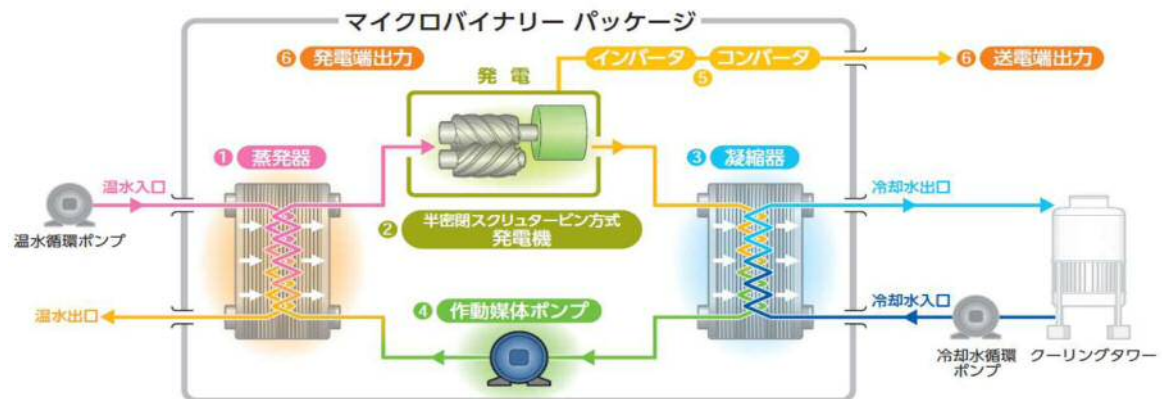 マイクロバイナリー パッケージ
❻ 発電端出力
インバータ
コンバータ
❺
❻ 送電端出力
発電
❶ 蒸発器
❸ 凝縮器
温水入口
冷却水出口
温水循環ポンプ
❷ 半密閉スクリュタービン方式
発電機
温水出口
❹ 作動媒体ポンプ
冷却水入口
冷却水循環
ポンプ
クーリングタワー